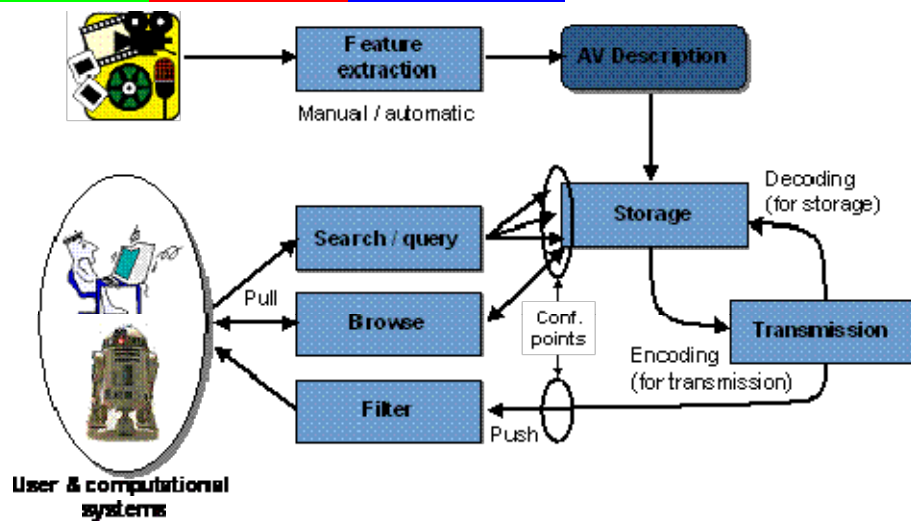 Feature
extraction
AV Description
Manual / automatic
Decoding
(for storage)
Storage
Search / query
Pull
Browse
Conf.
points
Transmission
Encoding
(for transmission)
Filter
Push
User & computational
systems